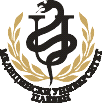 МЕДИЦИНСКИ УНИВЕРСИТЕТ
ПЛЕВЕН